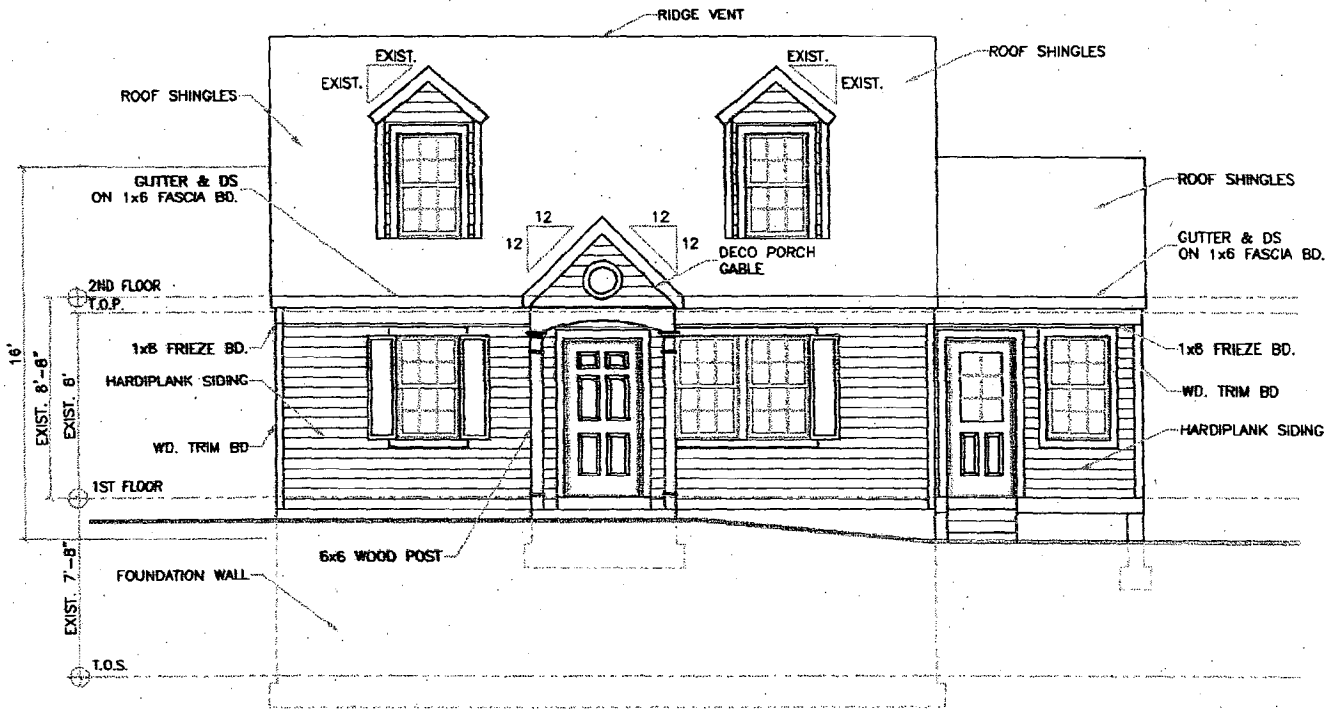 RIDGE VENT
EXIST.
EXIST.
EXIST.
EXIST.
ROOF SHINGLES
ROOF SHINGLES
GUTTER & DS
ON 1x6 FASCIA BD.
12
12
12
12
DECO PORCH
GABLE
ROOF SHINGLES
GUTTER & DS
ON 1x6 FASCIA BD.
2ND FLOOR
T.O.P.
16'
EXIST. 8'-8"
EXIST. 8'
1x8 FRIEZE BD.
HARDIPLANK SIDING
WD. TRIM BD
1x6 FRIEZE BD.
WD. TRIM BD
HARDIPLANK SIDING
1ST FLOOR
6x6 WOOD POST
EXIST. 7'-8"
FOUNDATION WALL
T.O.S.